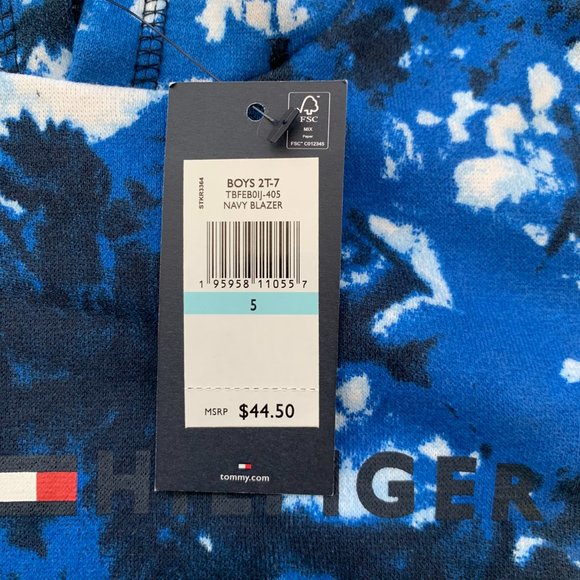 FSC
MIX
Paper
FSC® C012345
STKR3364
BOYS 2T-7
TBFEB0IJ-405
NAVY BLAZER
1 95958 11055 7
5
MSRP $44.50
tommy.com
HILFIGER